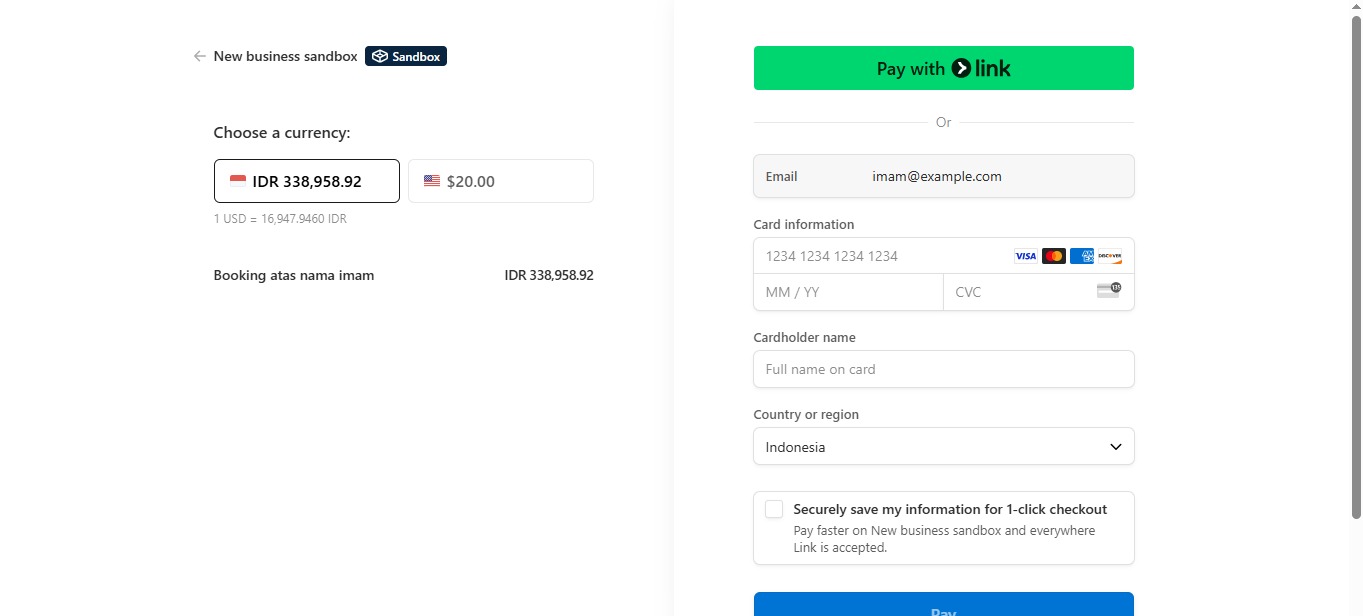 New business sandbox Sandbox
Choose a currency:
IDR 338,958.92 $20.00
1 USD = 16,947.9460 IDR
Booking atas nama imam IDR 338,958.92
Pay with link
Or
Email imam@example.com
Card information
1234 1234 1234 1234 VISA AMEX DISCOVER
MM / YY CVC 135
Cardholder name
Full name on card
Country or region
Indonesia
Securely save my information for 1-click checkout
Pay faster on New business sandbox and everywhere
Link is accepted.
Pay